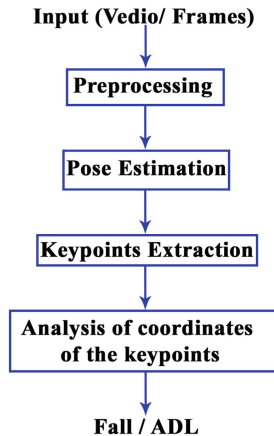 Input (Vedio/ Frames)
Preprocessing
Pose Estimation
Keypoints Extraction
Analysis of coordinates
of the keypoints
Fall / ADL